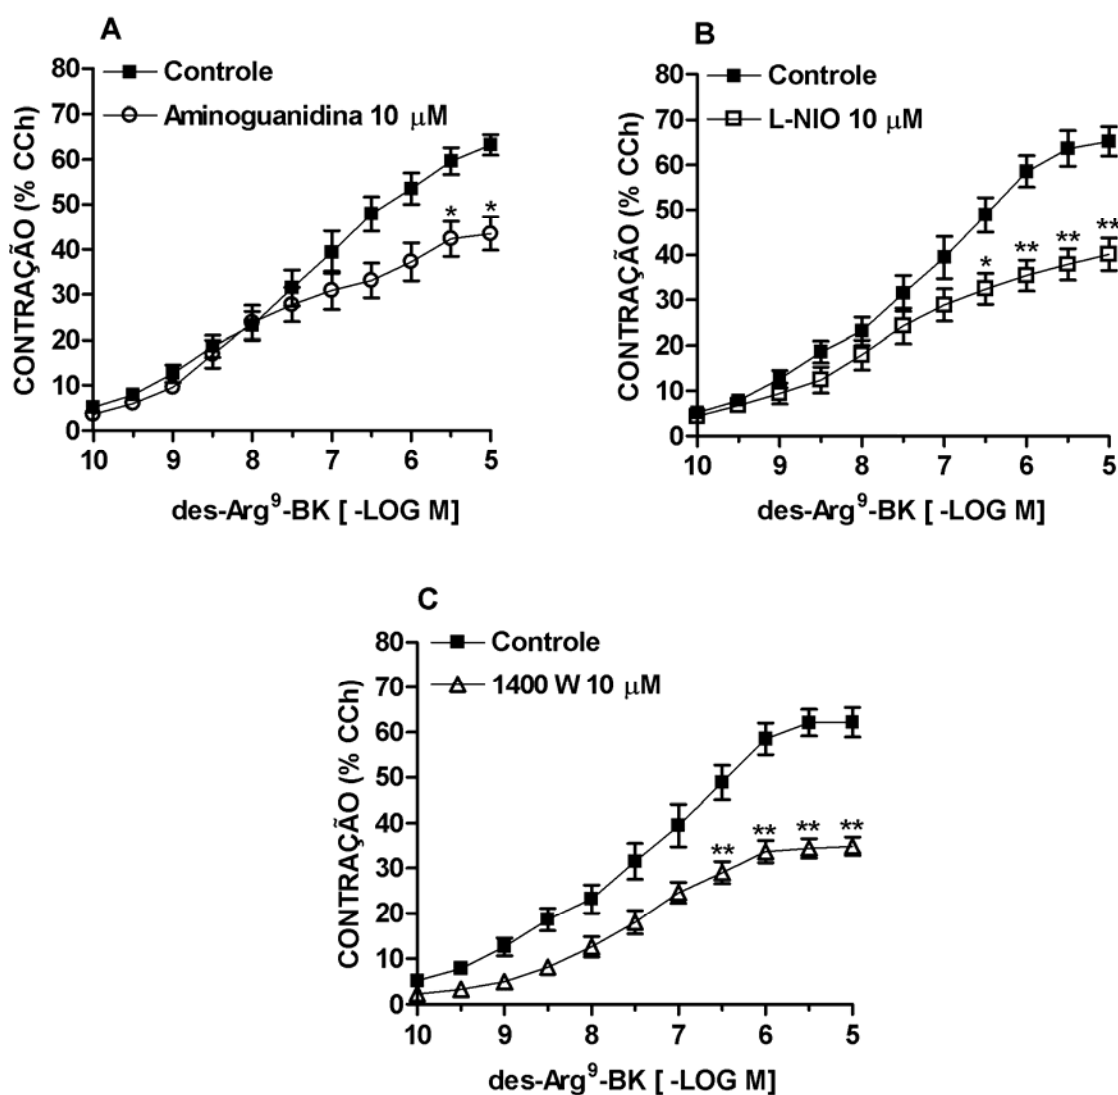 A
Controle
Aminoguanidina 10 μM
CONTRAÇÃO (% CCh)
80
70
60
50
40
30
20
10
0
* *
10 9 8 7 6 5
des-Arg⁹-BK [ -LOG M]
B
Controle
L-NIO 10 μM
CONTRAÇÃO (% CCh)
80
70
60
50
40
30
20
10
0
* ** ** **
10 9 8 7 6 5
des-Arg⁹-BK [ -LOG M]
C
Controle
1400 W 10 μM
CONTRAÇÃO (% CCh)
80
70
60
50
40
30
20
10
0
** ** ** **
10 9 8 7 6 5
des-Arg⁹-BK [ -LOG M]